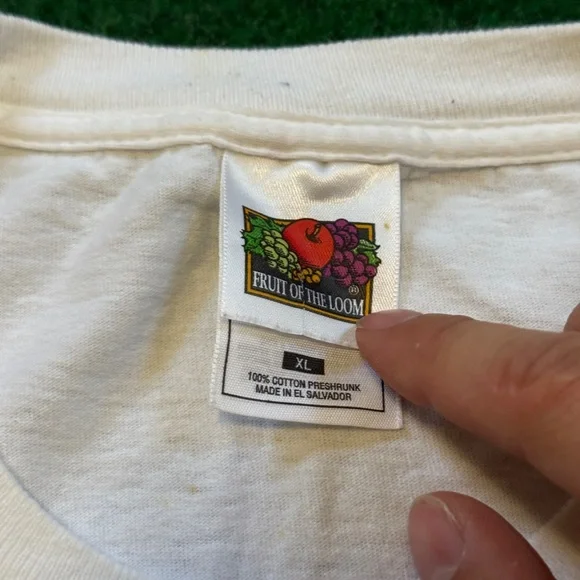 FRUIT OF THE LOOM
®
XL
100% COTTON PRESHRUNK
MADE IN EL SALVADOR